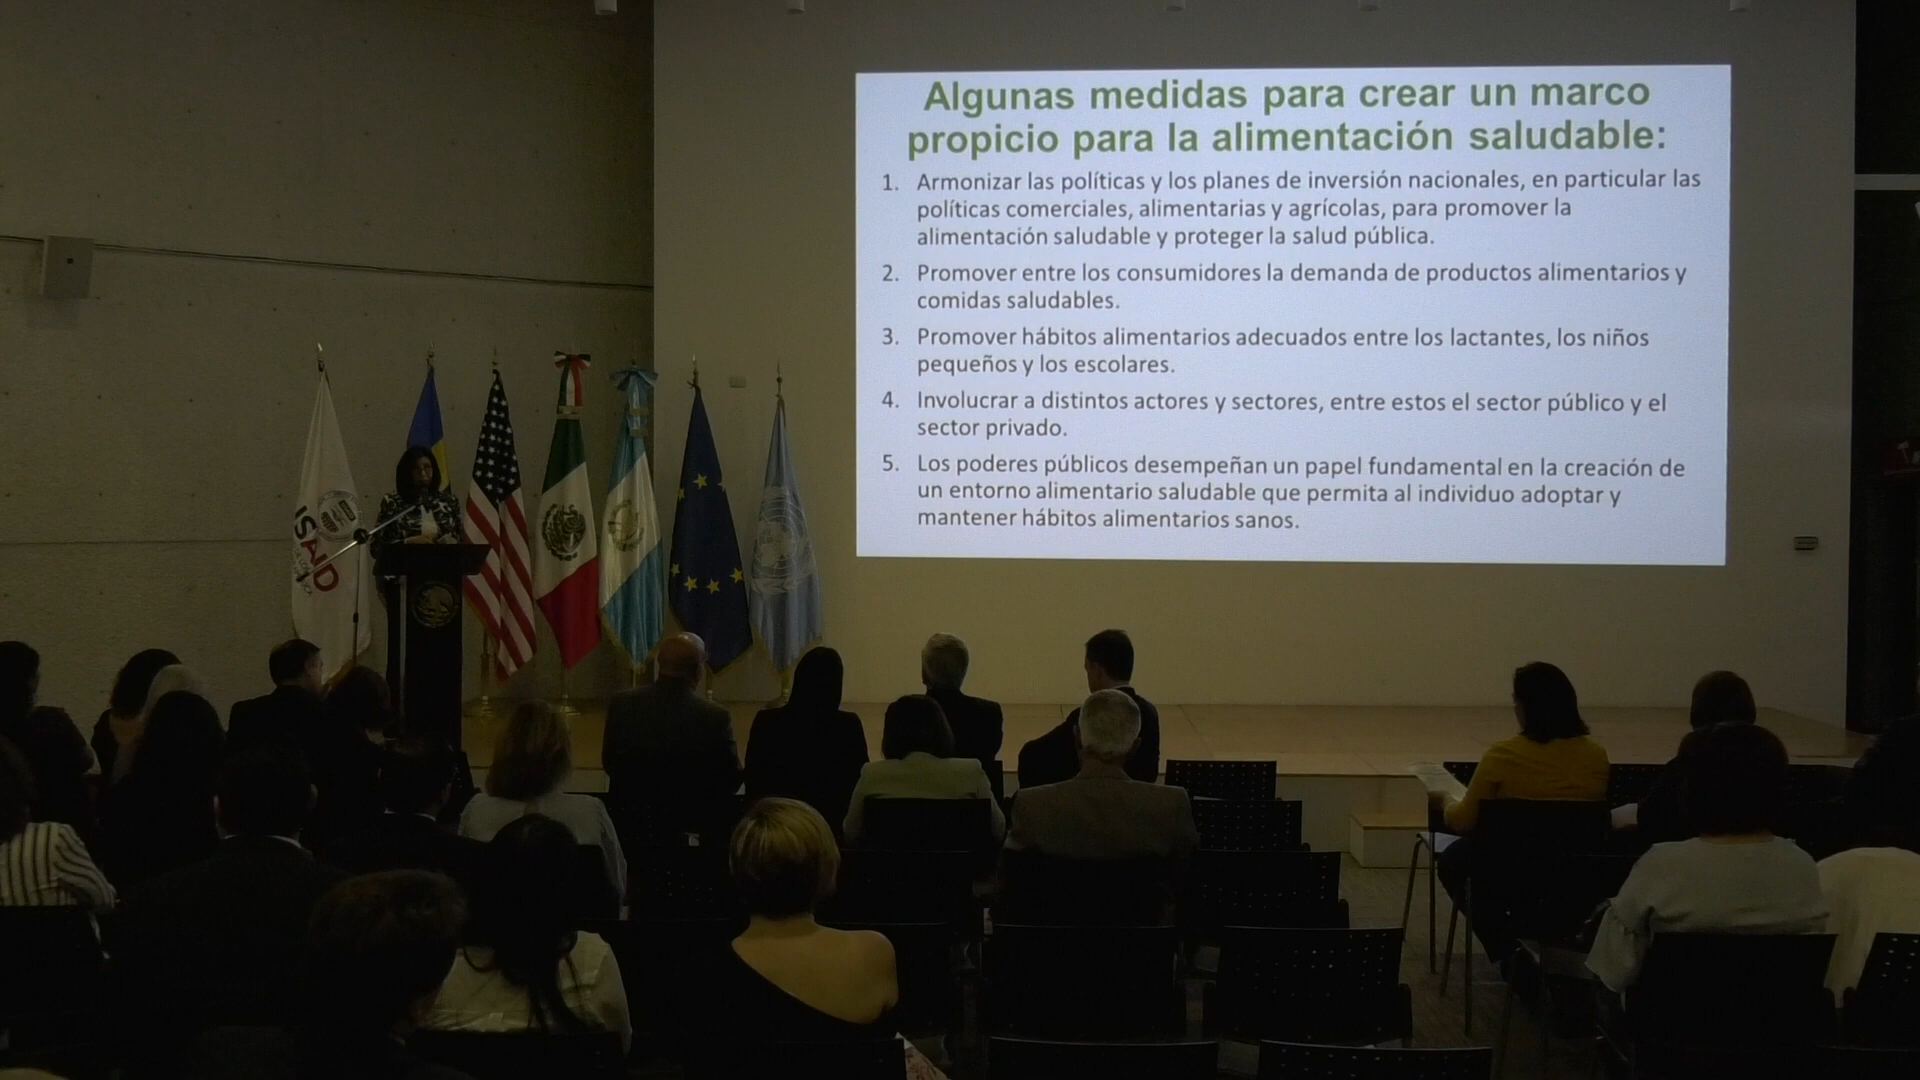 Algunas medidas para crear un marco
propicio para la alimentación saludable:
1. Armonizar las políticas y los planes de inversión nacionales, en particular las
políticas comerciales, alimentarias y agrícolas, para promover la
alimentación saludable y proteger la salud pública.
2. Promover entre los consumidores la demanda de productos alimentarios y
comidas saludables.
3. Promover hábitos alimentarios adecuados entre los lactantes, los niños
pequeños y los escolares.
4. Involucrar a distintos actores y sectores, entre estos el sector público y el
sector privado.
5. Los poderes públicos desempeñan un papel fundamental en la creación de
un entorno alimentario saludable que permita al individuo adoptar y
mantener hábitos alimentarios sanos.